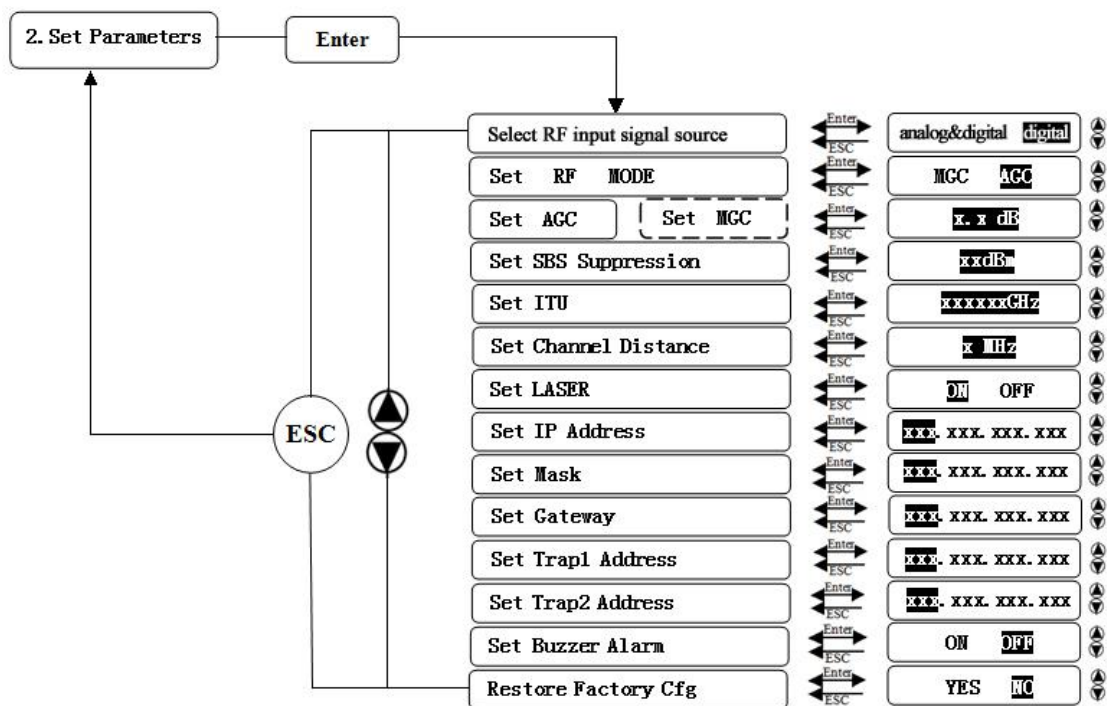 2. Set Parameters
Enter
Select RF input signal source
Enter
ESC
analog&digital digital
Set RF MODE
Enter
ESC
MGC AGC
Set AGC
Set MGC
Enter
ESC
x.x dB
Set SBS Suppression
Enter
ESC
xxdBm
Set ITU
Enter
ESC
xxxxxxGHz
Set Channel Distance
Enter
ESC
x MHz
Set LASER
Enter
ESC
ON OFF
ESC
Set IP Address
Enter
ESC
xxx. xxx. xxx. xxx
Set Mask
Enter
ESC
xxx. xxx. xxx. xxx
Set Gateway
Enter
ESC
xxx. xxx. xxx. xxx
Set Trap1 Address
Enter
ESC
xxx. xxx. xxx. xxx
Set Trap2 Address
Enter
ESC
xxx. xxx. xxx. xxx
Set Buzzer Alarm
Enter
ESC
ON OFF
Restore Factory Cfg
Enter
ESC
YES NO